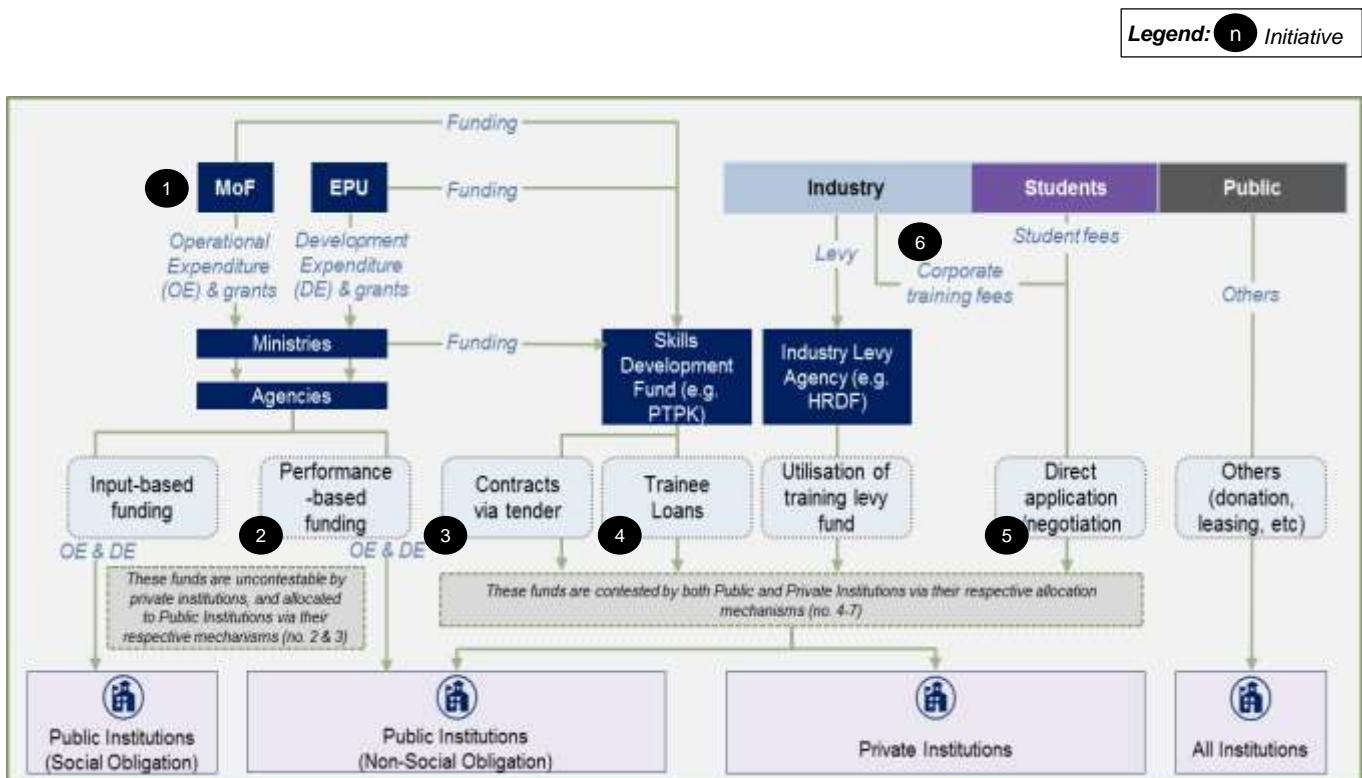 Legend: n Initiative
Funding
1
MoF
EPU
Funding
Industry
Students
Public
Operational
Expenditure
(OE) & grants
Development
Expenditure
(DE) & grants
Levy
6
Student fees
Corporate
training fees
Others
Ministries
Funding
Agencies
Skills
Development
Fund (e.g.
PTPK)
Industry Levy
Agency (e.g.
HRDF)
Input-based
funding
Performance
-based
funding
Contracts
via tender
Trainee
Loans
Utilisation of
training levy
fund
Direct
application
/negotiation
Others
(donation,
leasing, etc)
2
3
4
5
OE & DE
OE & DE
These funds are uncontestable by
private institutions, and allocated
to Public Institutions via their
respective mechanisms (no. 2 & 3)
These funds are contested by both Public and Private Institutions via their respective allocation
mechanisms (no. 4-7)
Public Institutions
(Social Obligation)
Public Institutions
(Non-Social Obligation)
Private Institutions
All Institutions